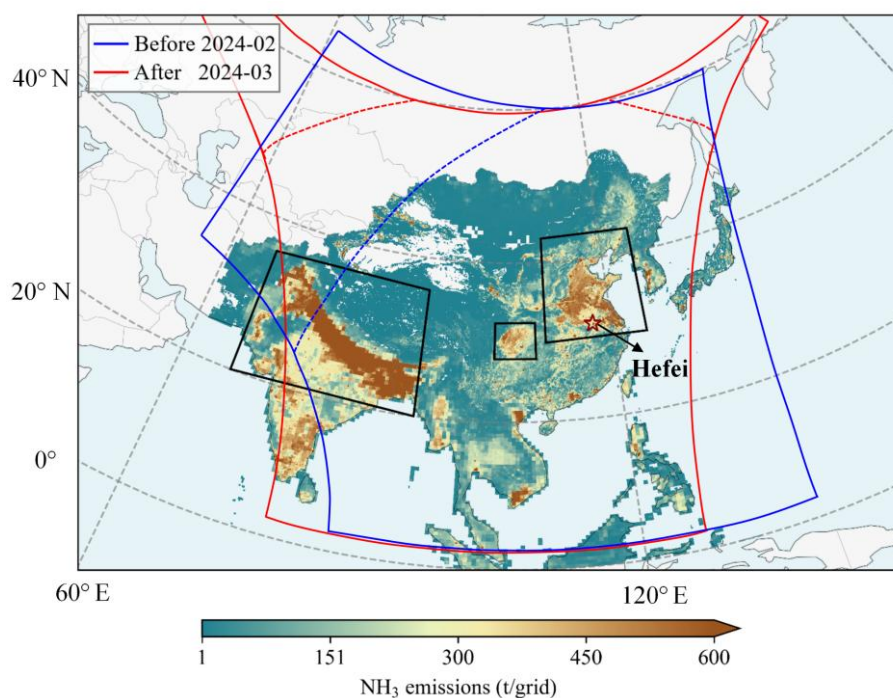 Before 2024-02
After 2024-03
40° N
20° N
0°
Hefei
60° E
120° E
1 151 300 450 600
NH₃ emissions (t/grid)